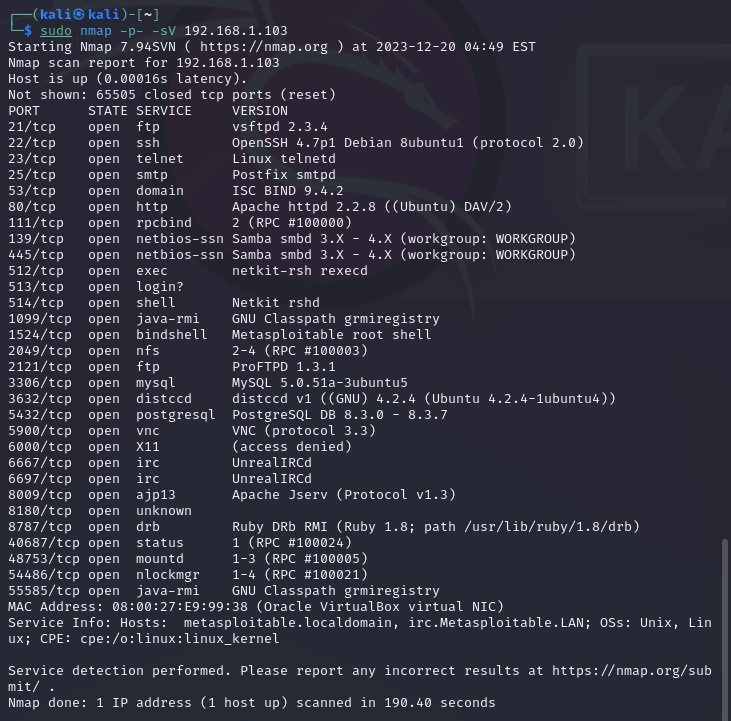 ┌──(kali㉿kali)-[~]
└─$ sudo nmap -p- -sV 192.168.1.103
Starting Nmap 7.94SVN ( https://nmap.org ) at 2023-12-20 04:49 EST
Nmap scan report for 192.168.1.103
Host is up (0.00016s latency).
Not shown: 65505 closed tcp ports (reset)
PORT      STATE SERVICE     VERSION
21/tcp    open  ftp         vsftpd 2.3.4
22/tcp    open  ssh         OpenSSH 4.7p1 Debian 8ubuntu1 (protocol 2.0)
23/tcp    open  telnet      Linux telnetd
25/tcp    open  smtp        Postfix smtpd
53/tcp    open  domain      ISC BIND 9.4.2
80/tcp    open  http        Apache httpd 2.2.8 ((Ubuntu) DAV/2)
111/tcp   open  rpcbind     2 (RPC #100000)
139/tcp   open  netbios-ssn Samba smbd 3.X - 4.X (workgroup: WORKGROUP)
445/tcp   open  netbios-ssn Samba smbd 3.X - 4.X (workgroup: WORKGROUP)
512/tcp   open  exec        netkit-rsh rexecd
513/tcp   open  login?
514/tcp   open  shell       Netkit rshd
1099/tcp  open  java-rmi    GNU Classpath grmiregistry
1524/tcp  open  bindshell   Metasploitable root shell
2049/tcp  open  nfs         2-4 (RPC #100003)
2121/tcp  open  ftp         ProFTPD 1.3.1
3306/tcp  open  mysql       MySQL 5.0.51a-3ubuntu5
3632/tcp  open  distccd     distccd v1 ((GNU) 4.2.4 (Ubuntu 4.2.4-1ubuntu4))
5432/tcp  open  postgresql  PostgreSQL DB 8.3.0 - 8.3.7
5900/tcp  open  vnc         VNC (protocol 3.3)
6000/tcp  open  X11         (access denied)
6667/tcp  open  irc         UnrealIRCd
6697/tcp  open  irc         UnrealIRCd
8009/tcp  open  ajp13       Apache Jserv (Protocol v1.3)
8180/tcp  open  unknown
8787/tcp  open  drb         Ruby DRb RMI (Ruby 1.8; path /usr/lib/ruby/1.8/drb)
40687/tcp open  status      1 (RPC #100024)
48753/tcp open  mountd      1-3 (RPC #100005)
54486/tcp open  nlockmgr    1-4 (RPC #100021)
55585/tcp open  java-rmi    GNU Classpath grmiregistry
MAC Address: 08:00:27:E9:99:38 (Oracle VirtualBox virtual NIC)
Service Info: Hosts:  metasploitable.localdomain, irc.Metasploitable.LAN; OSs: Unix, Lin
ux; CPE: cpe:/o:linux:linux_kernel

Service detection performed. Please report any incorrect results at https://nmap.org/sub
mit/ .
Nmap done: 1 IP address (1 host up) scanned in 190.40 seconds
KA